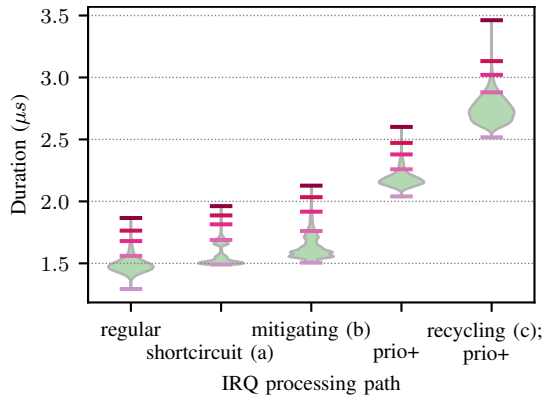 3.5
3.0
2.5
2.0
1.5
Duration (μs)
regular
shortcircuit (a)
mitigating (b)
prio+
recycling (c);
prio+
IRQ processing path